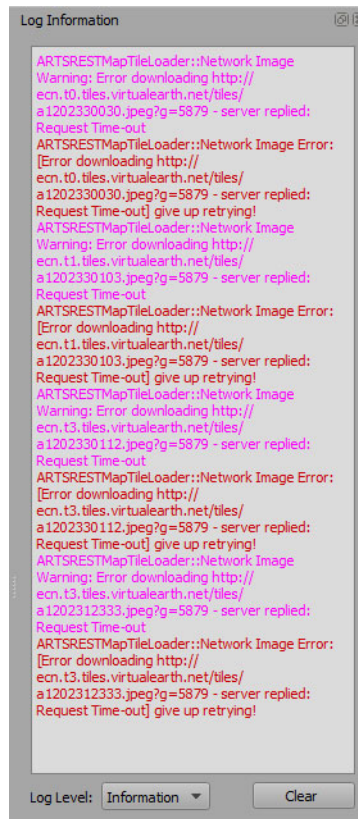 Log Information
ARTSRESTMapTileLoader::Network Image
Warning: Error downloading http://
ecn.t0.tiles.virtualearth.net/tiles/
a1202330030.jpeg?g=5879 - server replied:
Request Time-out
ARTSRESTMapTileLoader::Network Image Error:
[Error downloading http://
ecn.t0.tiles.virtualearth.net/tiles/
a1202330030.jpeg?g=5879 - server replied:
Request Time-out] give up retrying!
ARTSRESTMapTileLoader::Network Image
Warning: Error downloading http://
ecn.t1.tiles.virtualearth.net/tiles/
a1202330103.jpeg?g=5879 - server replied:
Request Time-out
ARTSRESTMapTileLoader::Network Image Error:
[Error downloading http://
ecn.t1.tiles.virtualearth.net/tiles/
a1202330103.jpeg?g=5879 - server replied:
Request Time-out] give up retrying!
ARTSRESTMapTileLoader::Network Image
Warning: Error downloading http://
ecn.t3.tiles.virtualearth.net/tiles/
a1202330112.jpeg?g=5879 - server replied:
Request Time-out
ARTSRESTMapTileLoader::Network Image Error:
[Error downloading http://
ecn.t3.tiles.virtualearth.net/tiles/
a1202330112.jpeg?g=5879 - server replied:
Request Time-out] give up retrying!
ARTSRESTMapTileLoader::Network Image
Warning: Error downloading http://
ecn.t3.tiles.virtualearth.net/tiles/
a1202312333.jpeg?g=5879 - server replied:
Request Time-out
ARTSRESTMapTileLoader::Network Image Error:
[Error downloading http://
ecn.t3.tiles.virtualearth.net/tiles/
a1202312333.jpeg?g=5879 - server replied:
Request Time-out] give up retrying!
Log Level: Information Clear